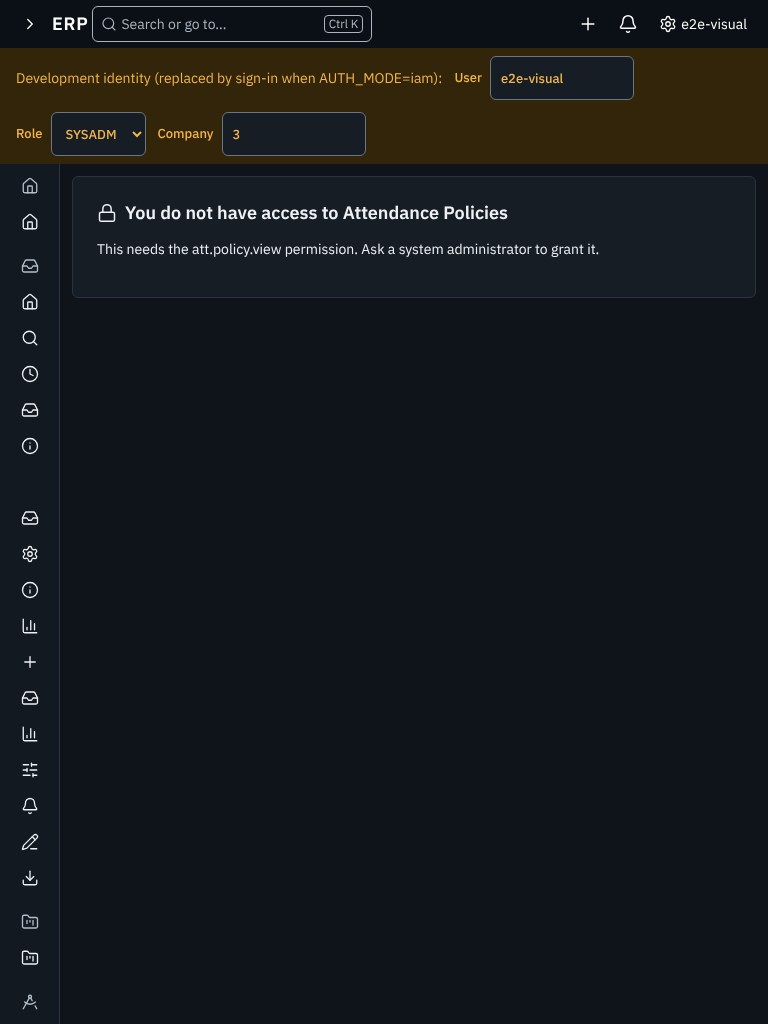 ERP Search or go to... Ctrl K e2e-visual
Development identity (replaced by sign-in when AUTH_MODE=iam): User e2e-visual
Role SYSADM Company 3
You do not have access to Attendance Policies
This needs the att.policy.view permission. Ask a system administrator to grant it.